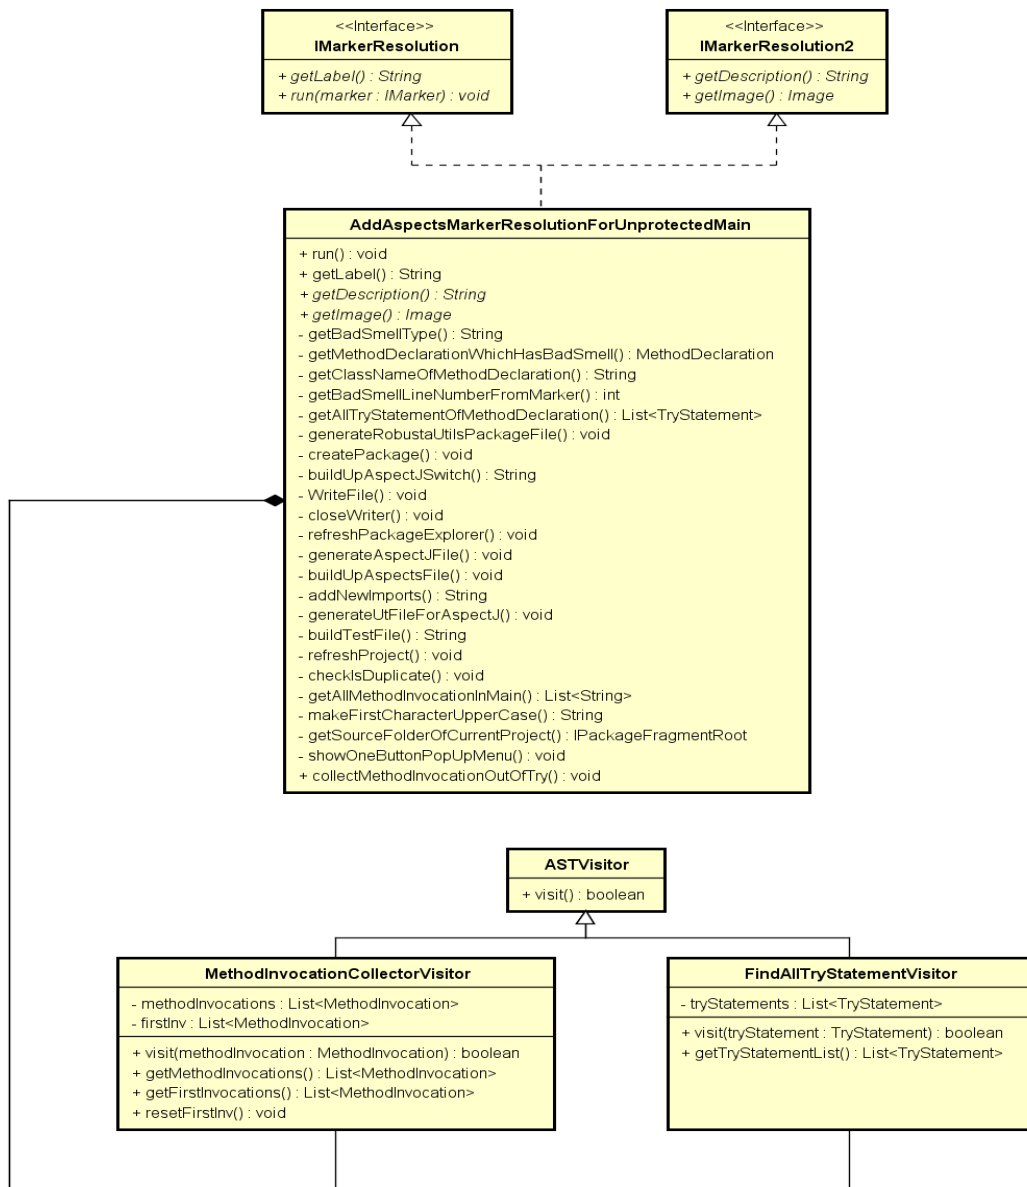 <<Interface>>
IMarkerResolution
+ getLabel() : String
+ run(marker : IMarker) : void
<<Interface>>
IMarkerResolution2
+ getDescription() : String
+ getImage() : Image
AddAspectsMarkerResolutionForUnprotectedMain
+ run() : void
+ getLabel() : String
+ getDescription() : String
+ getImage() : Image
- getBadSmellType() : String
- getMethodDeclarationWhichHasBadSmell() : MethodDeclaration
- getClassNameOfMethodDeclaration() : String
- getBadSmellLineNumberFromMarker() : int
- getAllTryStatementOfMethodDeclaration() : List<TryStatement>
- generateRobustaUtilsPackageFile() : void
- createPackage() : void
- buildUpAspectJSwitch() : String
- WriteFile() : void
- closeWriter() : void
- refreshPackageExplorer() : void
- generateAspectJFile() : void
- buildUpAspectsFile() : void
- addNewImports() : String
- generateUtFileForAspectJ() : void
- buildTestFile() : String
- refreshProject() : void
- checkIsDuplicate() : void
- getAllMethodInvocationInMain() : List<String>
- makeFirstCharacterUpperCase() : String
- getSourceFolderOfCurrentProject() : IPackageFragmentRoot
- showOneButtonPopUpMenu() : void
+ collectMethodInvocationOutOfTry() : void
ASTVisitor
+ visit() : boolean
MethodInvocationCollectorVisitor
- methodInvocations : List<MethodInvocation>
- firstInv : List<MethodInvocation>
+ visit(methodInvocation : MethodInvocation) : boolean
+ getMethodInvocations() : List<MethodInvocation>
+ getFirstInvocations() : List<MethodInvocation>
+ resetFirstInv() : void
FindAllTryStatementVisitor
- tryStatements : List<TryStatement>
+ visit(tryStatement : TryStatement) : boolean
+ getTryStatementList() : List<TryStatement>